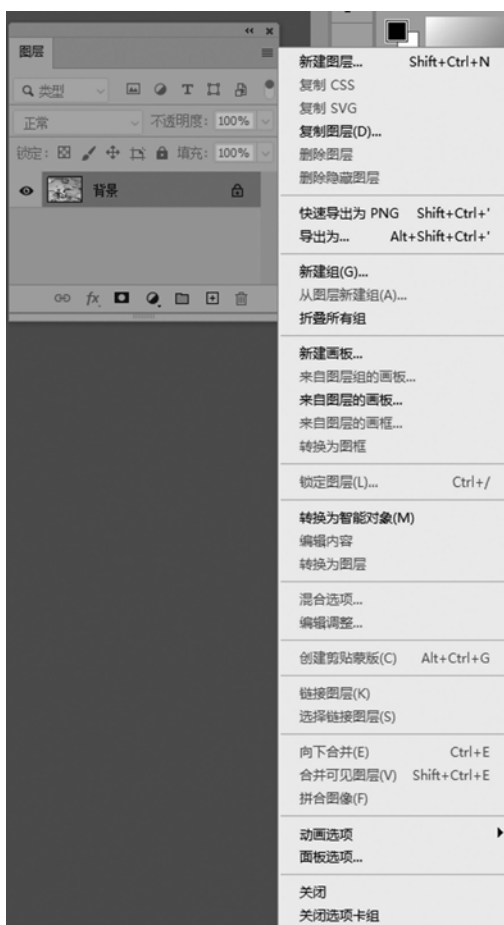 图层
类型
正常 不透明度: 100%
锁定: 填充: 100%
背景
fx
新建图层... Shift+Ctrl+N
复制 CSS
复制 SVG
复制图层(D)...
删除图层
删除隐藏图层
快速导出为 PNG Shift+Ctrl+'
导出为... Alt+Shift+Ctrl+'
新建组(G)...
从图层新建组(A)...
折叠所有组
新建画板...
来自图层组的画板...
来自图层的画板...
来自图层的画框...
转换为图框
锁定图层(L)... Ctrl+/
转换为智能对象(M)
编辑内容
转换为图层
混合选项...
编辑调整...
创建剪贴蒙版(C) Alt+Ctrl+G
链接图层(K)
选择链接图层(S)
向下合并(E) Ctrl+E
合并可见图层(V) Shift+Ctrl+E
拼合图像(F)
动画选项
面板选项...
关闭
关闭选项卡组